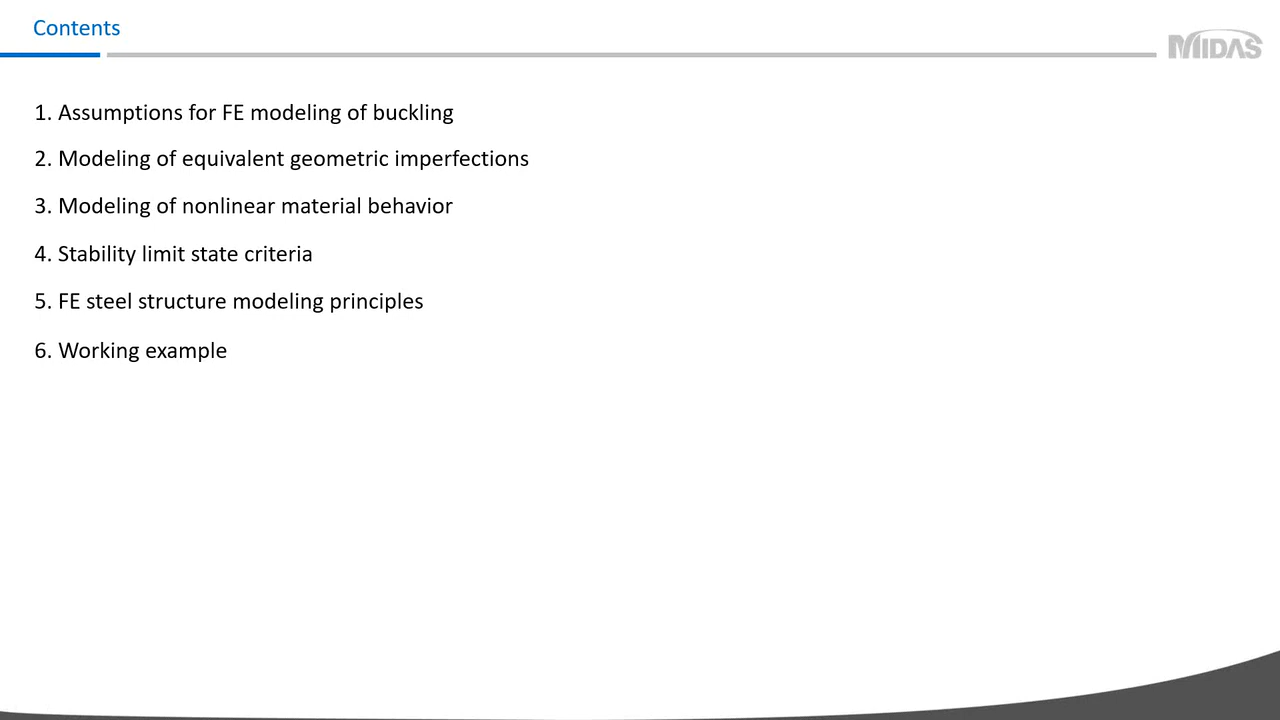 Contents
MIDAS
1. Assumptions for FE modeling of buckling
2. Modeling of equivalent geometric imperfections
3. Modeling of nonlinear material behavior
4. Stability limit state criteria
5. FE steel structure modeling principles
6. Working example